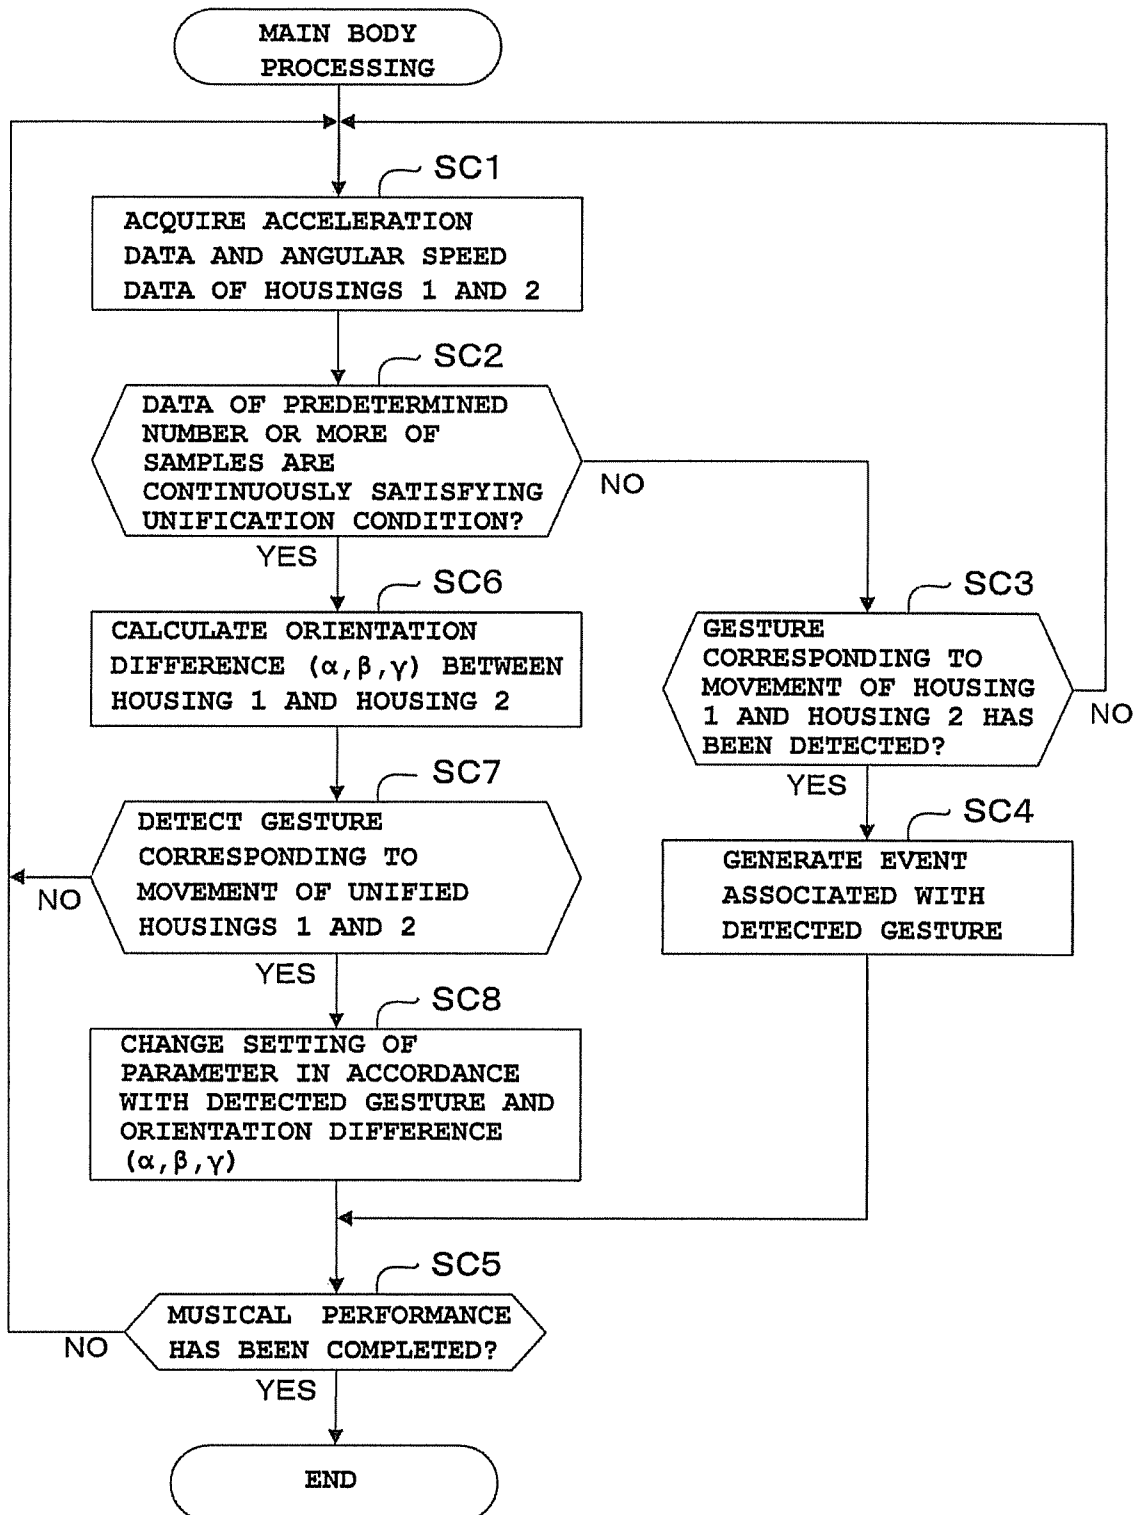 MAIN BODY
PROCESSING
SC1
ACQUIRE ACCELERATION
DATA AND ANGULAR SPEED
DATA OF HOUSINGS 1 AND 2
SC2
DATA OF PREDETERMINED
NUMBER OR MORE OF
SAMPLES ARE
CONTINUOUSLY SATISFYING
UNIFICATION CONDITION?
NO
YES
SC6
CALCULATE ORIENTATION
DIFFERENCE (α,β,γ) BETWEEN
HOUSING 1 AND HOUSING 2
SC3
GESTURE
CORRESPONDING TO
MOVEMENT OF HOUSING
1 AND HOUSING 2 HAS
BEEN DETECTED?
NO
YES
SC7
DETECT GESTURE
CORRESPONDING TO
MOVEMENT OF UNIFIED
HOUSINGS 1 AND 2
NO
YES
SC4
GENERATE EVENT
ASSOCIATED WITH
DETECTED GESTURE
SC8
CHANGE SETTING OF
PARAMETER IN ACCORDANCE
WITH DETECTED GESTURE AND
ORIENTATION DIFFERENCE
(α,β,γ)
SC5
MUSICAL PERFORMANCE
HAS BEEN COMPLETED?
NO
YES
END